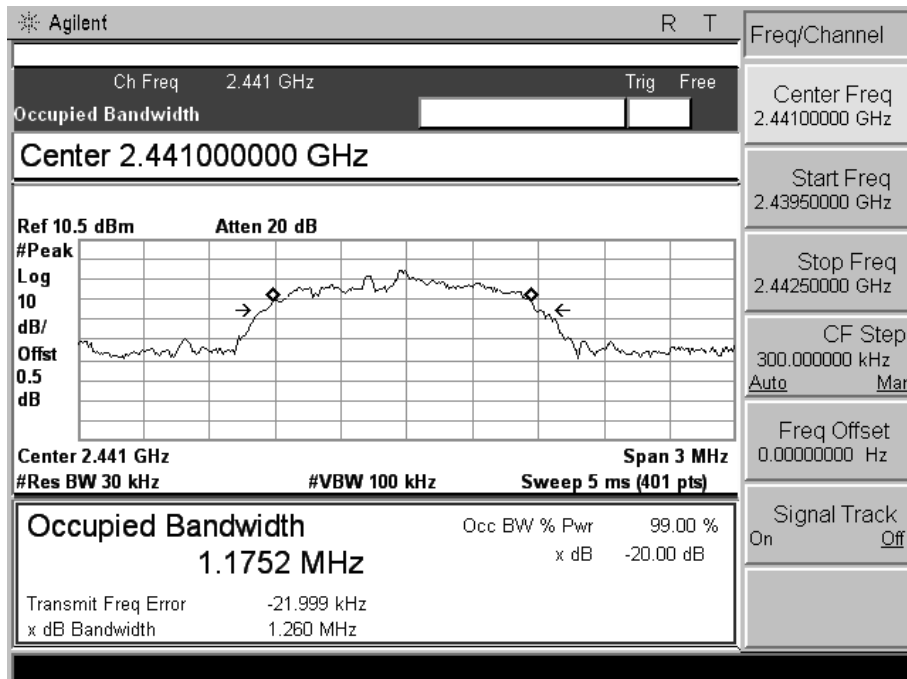 Agilent R T
Freq/Channel
Ch Freq 2.441 GHz Trig Free
Occupied Bandwidth
Center 2.441000000 GHz
Ref 10.5 dBm Atten 20 dB
#Peak
Log
10
dB/
Offst
0.5
dB
Center 2.441 GHz Span 3 MHz
#Res BW 30 kHz #VBW 100 kHz Sweep 5 ms (401 pts)
Occupied Bandwidth
1.1752 MHz
Occ BW % Pwr 99.00 %
x dB -20.00 dB
Transmit Freq Error -21.999 kHz
x dB Bandwidth 1.260 MHz
Center Freq
2.44100000 GHz
Start Freq
2.43950000 GHz
Stop Freq
2.44250000 GHz
CF Step
300.000000 kHz
Auto Man
Freq Offset
0.00000000 Hz
Signal Track
On Off